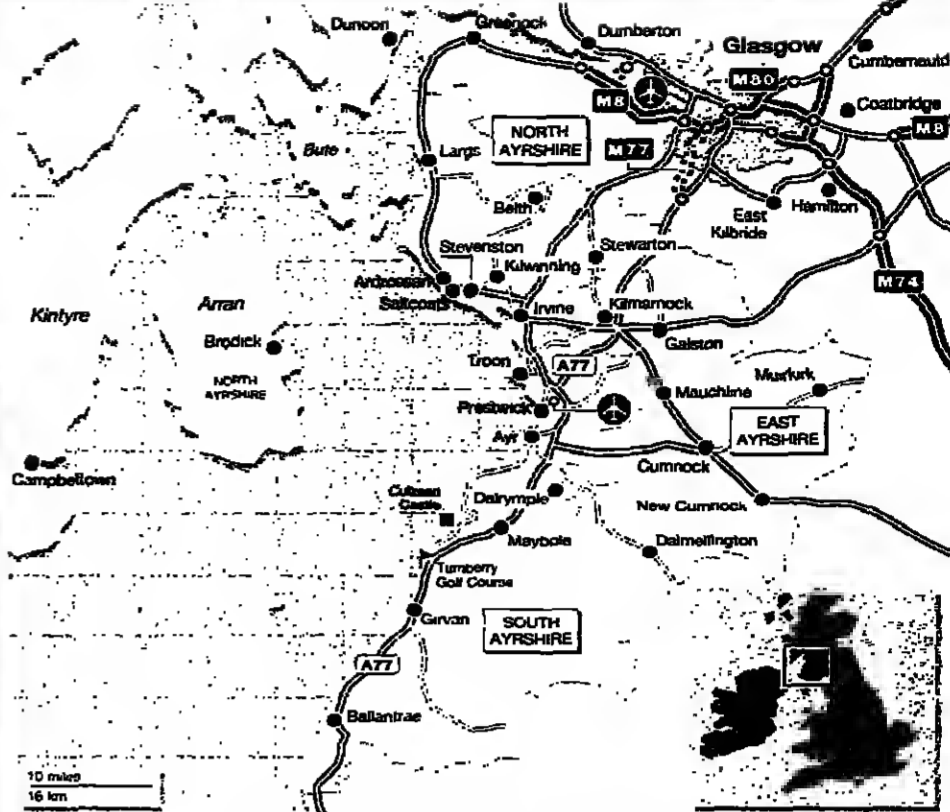 Dunoon
Greenock
Dumbarton
Glasgow
Cumbernauld
M80
M8
Coatbridge
M8
NORTH
AYRSHIRE
M77
Bute
Largs
Beith
East
Kilbride
Hamilton
Stevenston
Stewarton
Kilwinning
Ardrossan
Saltcoats
M74
Kintyre
Arran
Irvine
Kilmarnock
Brodick
Galston
Troon
A77
NORTH
AYRSHIRE
Mauchline
Muirkirk
Prestwick
EAST
AYRSHIRE
Ayr
Cumnock
Campbeltown
Culzean
Castle
Dalrymple
New Cumnock
Maybole
Dalmellington
Turnberry
Golf Course
Girvan
SOUTH
AYRSHIRE
A77
Ballantrae
10 miles
16 km